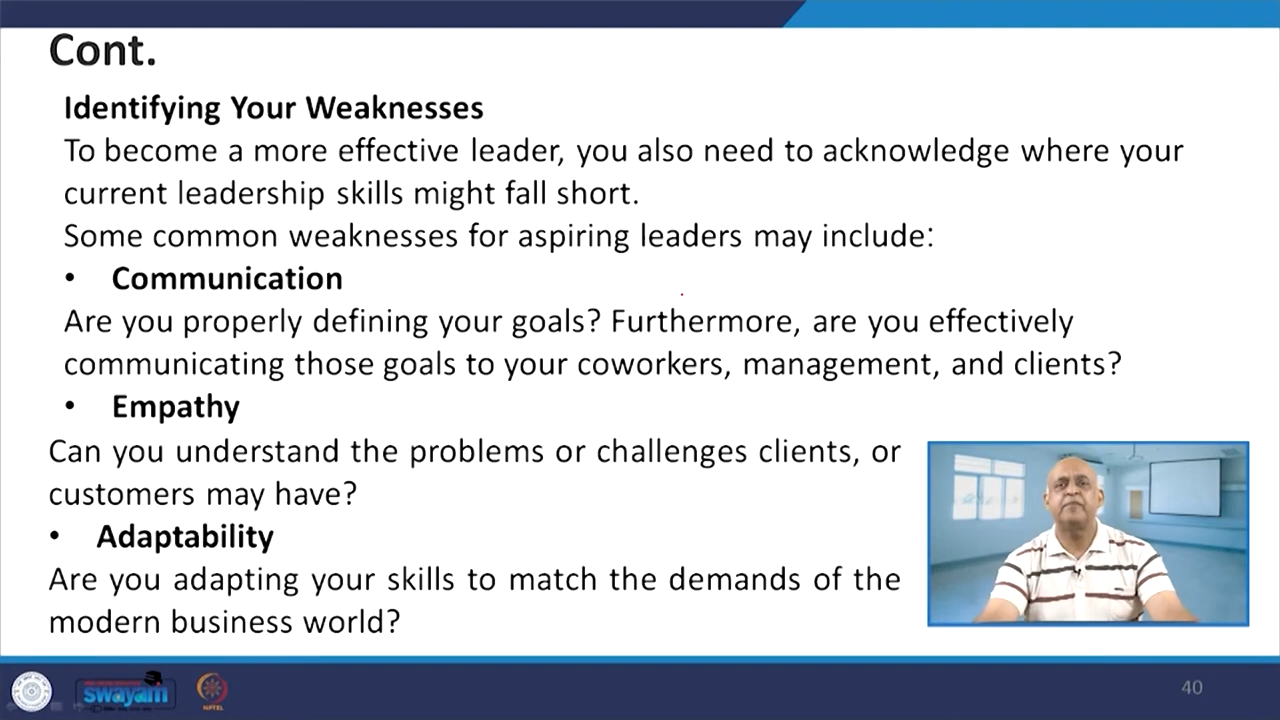 Cont.
Identifying Your Weaknesses
To become a more effective leader, you also need to acknowledge where your
current leadership skills might fall short.
Some common weaknesses for aspiring leaders may include:
• Communication
Are you properly defining your goals? Furthermore, are you effectively
communicating those goals to your coworkers, management, and clients?
• Empathy
Can you understand the problems or challenges clients, or
customers may have?
• Adaptability
Are you adapting your skills to match the demands of the
modern business world?
swayam
NPTEL
40